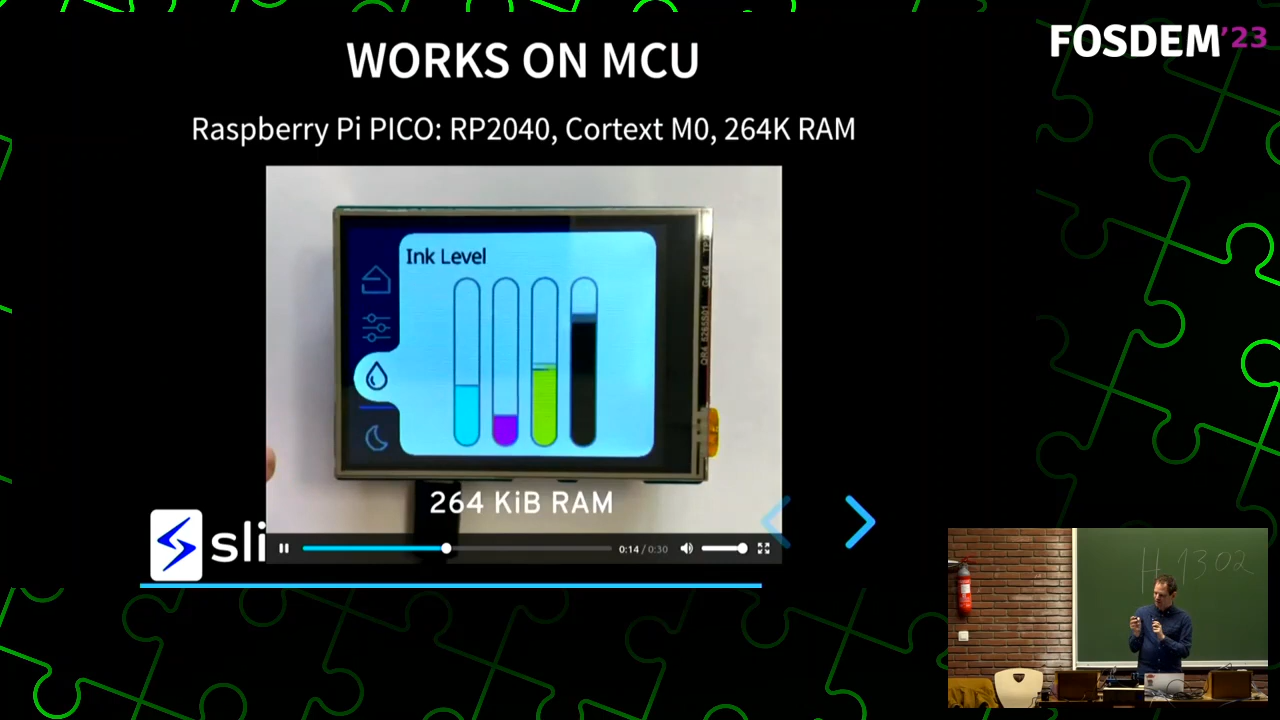 WORKS ON MCU
FOSDEM'23
Raspberry Pi PICO: RP2040, Cortext M0, 264K RAM
Ink Level
264 KiB RAM
sli
0:14 / 0:30
H.1302